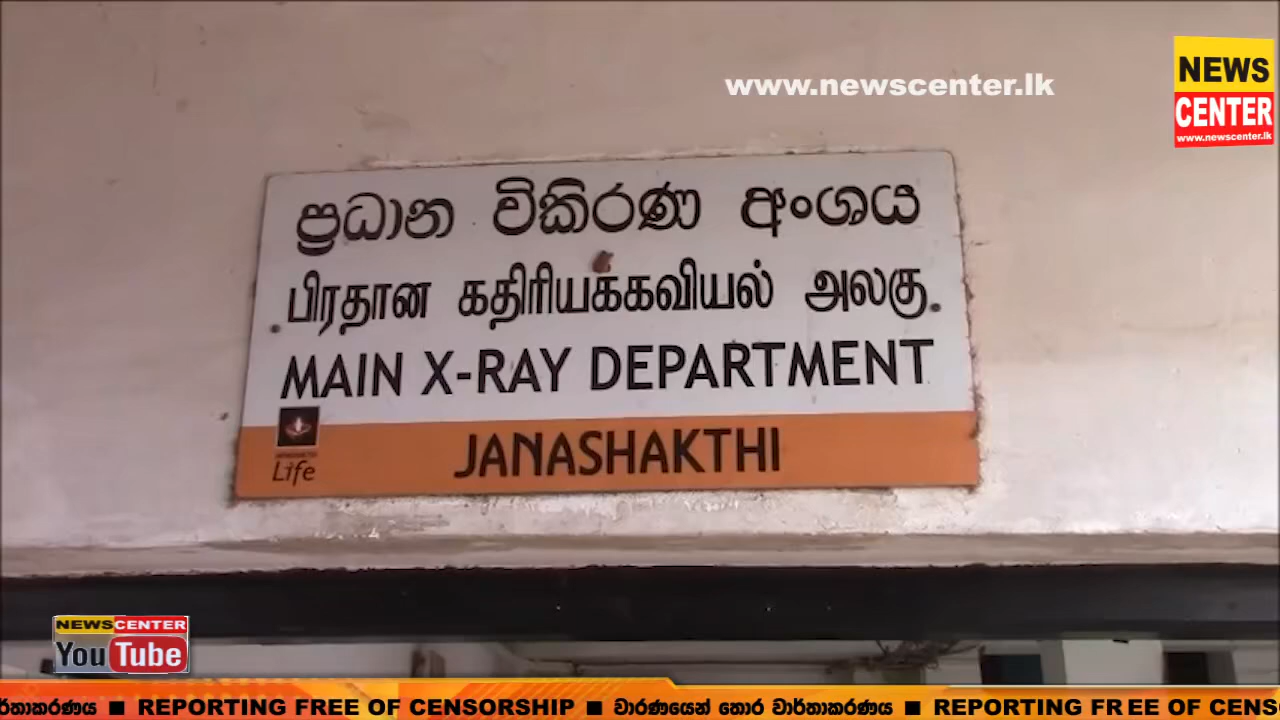 www.newscenter.lk
NEWS
CENTER
www.newscenter.lk
ප්‍රධාන විකිරණ අංශය
பிரதான கதிரியக்கவியல் அலகு
MAIN X-RAY DEPARTMENT
JANASHAKTHI
Life
NEWSCENTER
YouTube
වාර්තාකරණය ■ REPORTING FREE OF CENSORSHIP ■ වාරණයෙන් තොර වාර්තාකරණය ■ REPORTING FREE OF